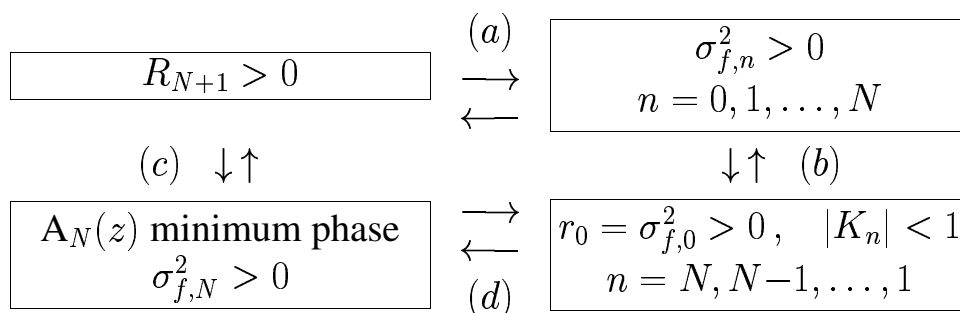 (a)
R_{N+1} > 0
→
←
σ²_{f,n} > 0
n = 0, 1, . . . , N
(c) ↓↑
↓↑ (b)
A_N(z) minimum phase
σ²_{f,N} > 0
→
←
(d)
r_0 = σ²_{f,0} > 0 , |K_n| < 1
n = N, N−1, . . . , 1